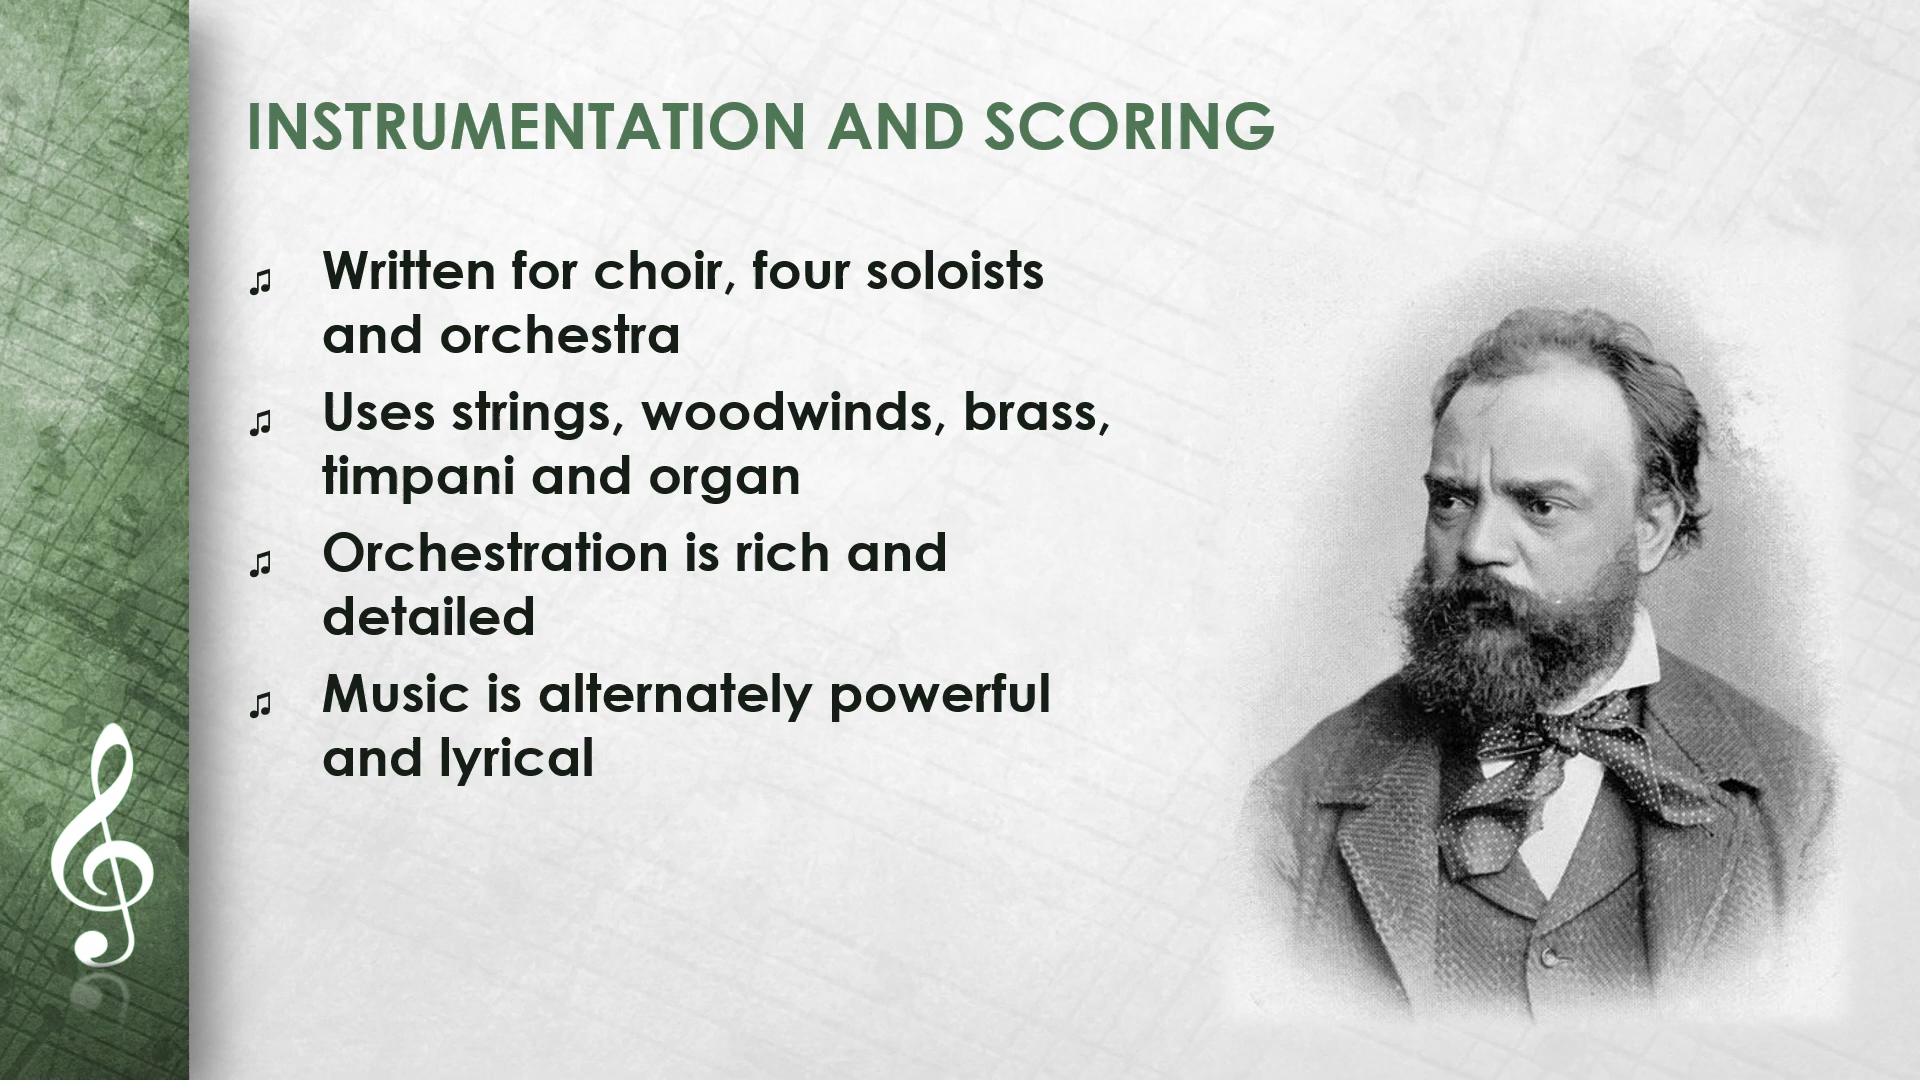 INSTRUMENTATION AND SCORING
♫ Written for choir, four soloists
and orchestra
♫ Uses strings, woodwinds, brass,
timpani and organ
♫ Orchestration is rich and
detailed
♫ Music is alternately powerful
and lyrical